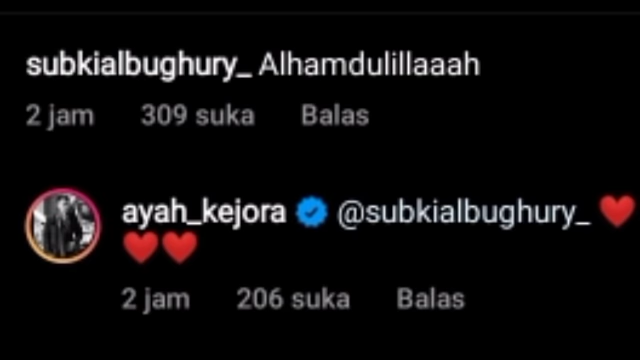 subkialbughury_ Alhamdulillaaah
2 jam 309 suka Balas
ayah_kejora @subkialbughury_ ❤️
❤️❤️
2 jam 206 suka Balas